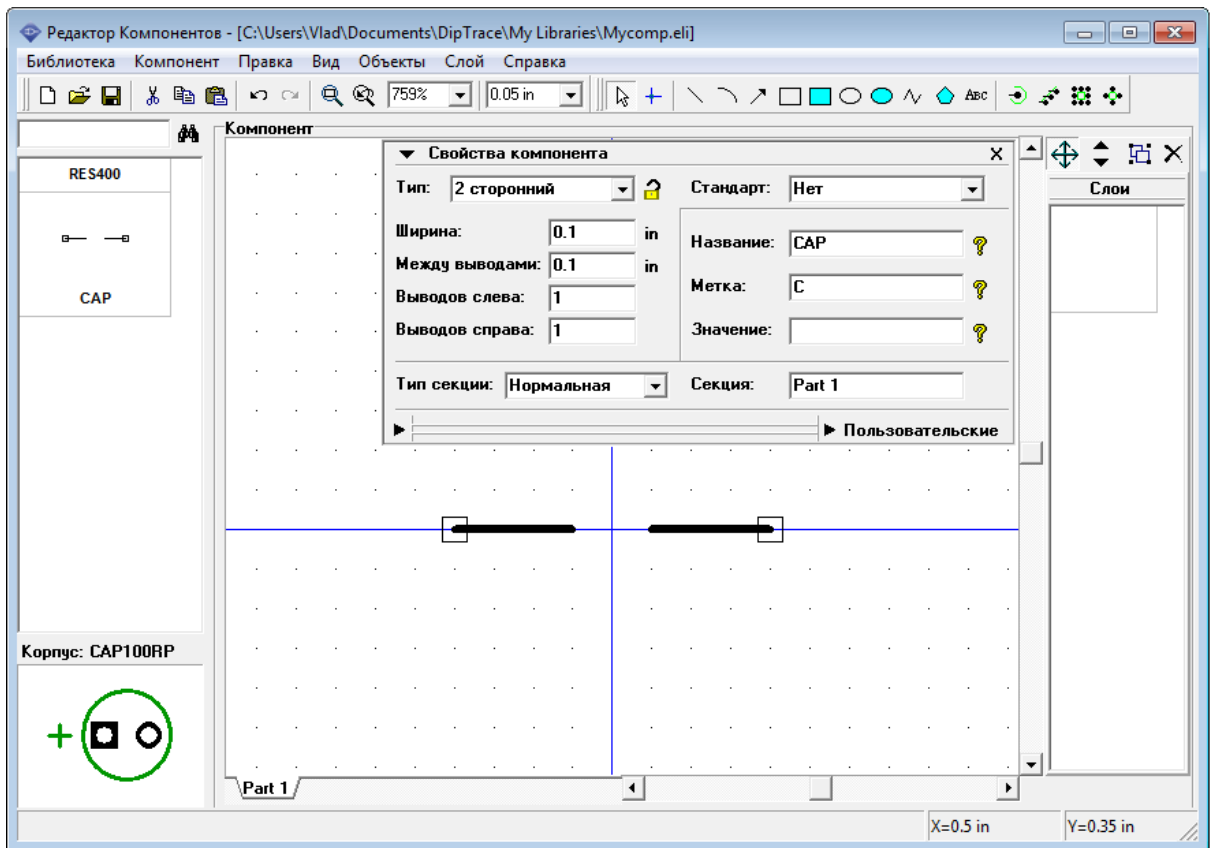 Редактор Компонентов - [C:\Users\Vlad\Documents\DipTrace\My Libraries\Mycomp.eli]
Библиотека Компонент Правка Вид Объекты Слой Справка
759% 0.05 in ABC
Компонент
Свойства компонента X
RES400
Тип: 2 сторонний Стандарт: Нет
Слои
Ширина: 0.1 in
Название: CAP
Между выводами: 0.1 in
Метка: C
CAP
Выводов слева: 1
Выводов справа: 1
Значение:
Тип секции: Нормальная Секция: Part 1
Пользовательские
Корпус: CAP100RP
Part 1
X=0.5 in Y=0.35 in